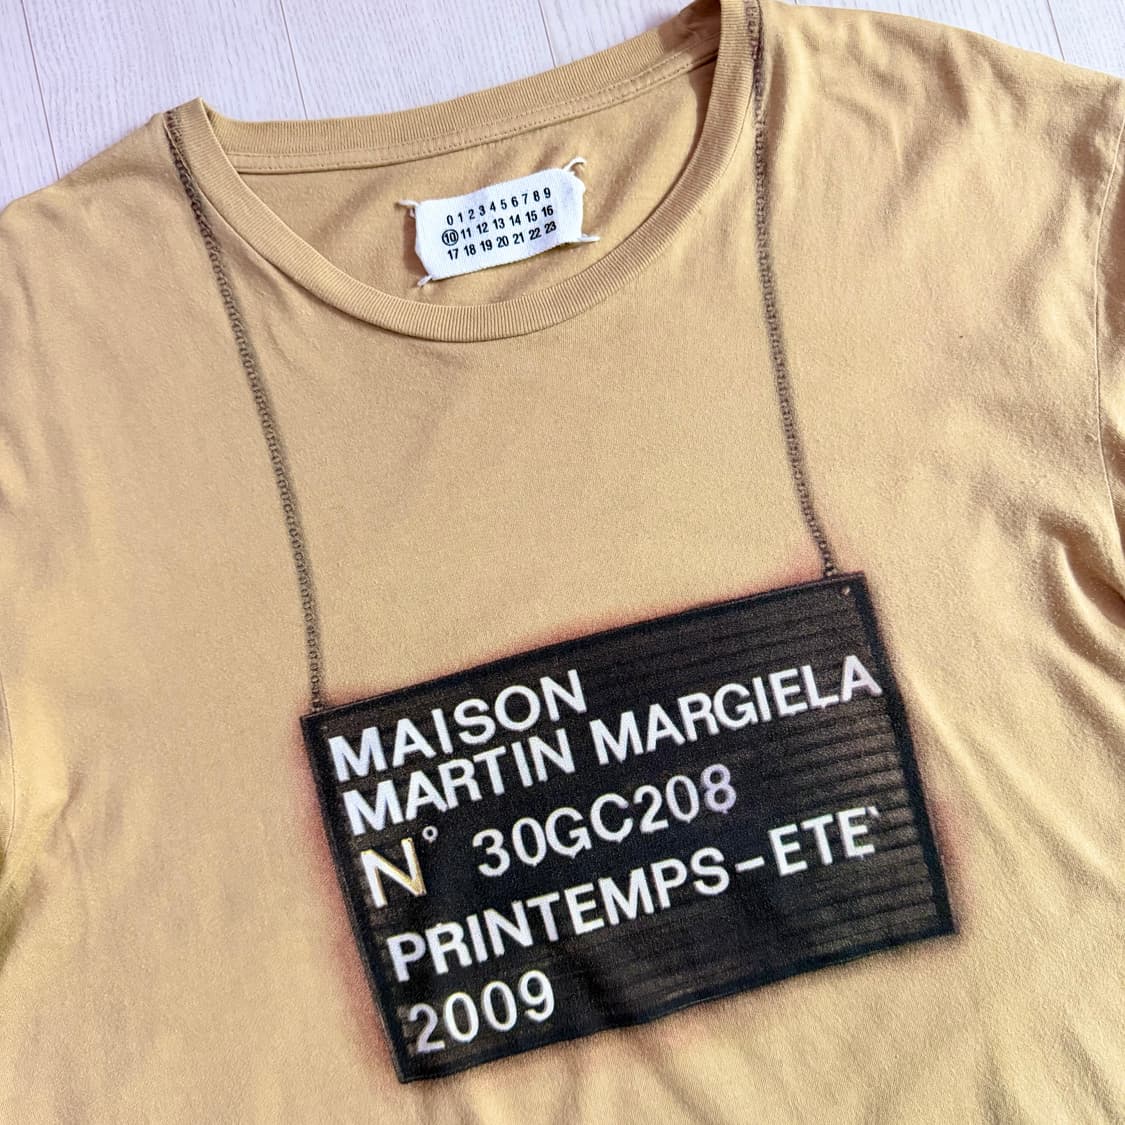 0 1 2 3 4 5 6 7 8 9
10 11 12 13 14 15 16
17 18 19 20 21 22 23
MAISON
MARTIN MARGIELA
N° 30GC208
PRINTEMPS-ETE`
2009